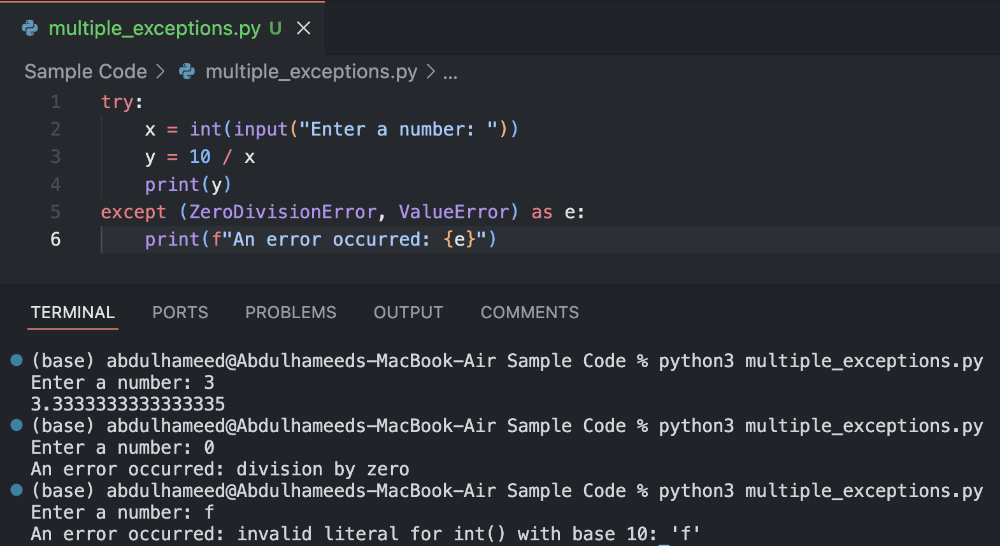 multiple_exceptions.py U
Sample Code > multiple_exceptions.py > ...
1 try:
2     x = int(input("Enter a number: "))
3     y = 10 / x
4     print(y)
5 except (ZeroDivisionError, ValueError) as e:
6     print(f"An error occurred: {e}")
TERMINAL PORTS PROBLEMS OUTPUT COMMENTS
(base) abdulhameed@Abdulhameeds-MacBook-Air Sample Code % python3 multiple_exceptions.py
Enter a number: 3
3.3333333333333335
(base) abdulhameed@Abdulhameeds-MacBook-Air Sample Code % python3 multiple_exceptions.py
Enter a number: 0
An error occurred: division by zero
(base) abdulhameed@Abdulhameeds-MacBook-Air Sample Code % python3 multiple_exceptions.py
Enter a number: f
An error occurred: invalid literal for int() with base 10: 'f'